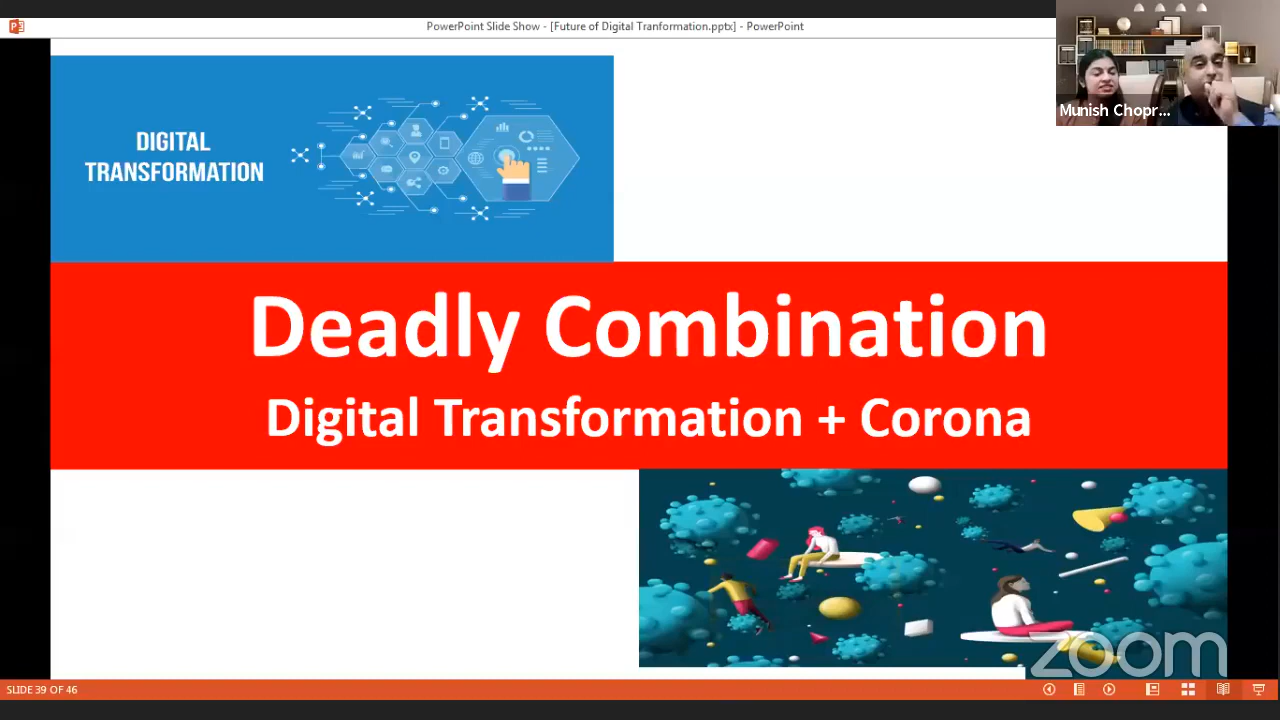 PowerPoint Slide Show - [Future of Digital Tranformation.pptx] - PowerPoint
Munish Chopr...
DIGITAL
TRANSFORMATION
Deadly Combination
Digital Transformation + Corona
zoom
SLIDE 39 OF 46